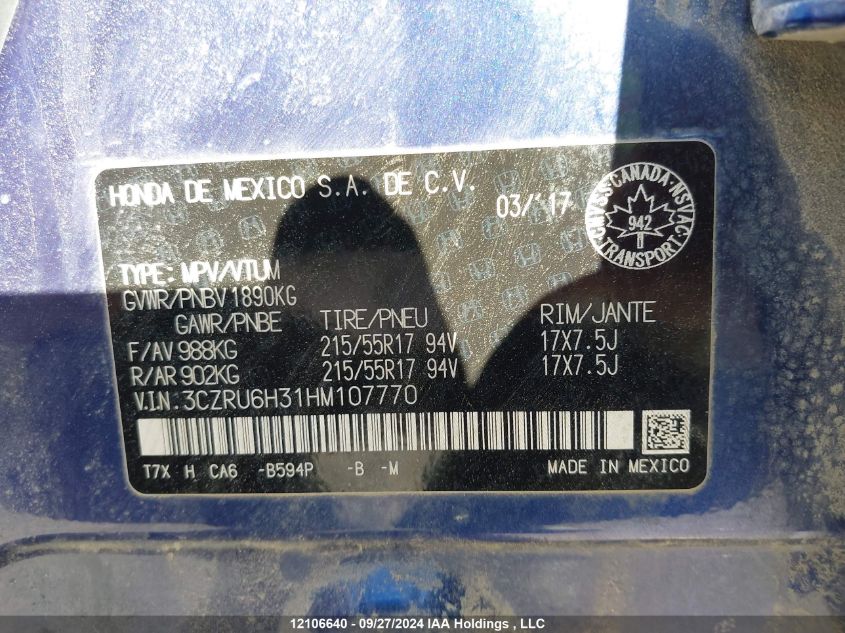 HONDA DE MEXICO S.A. DE C.V.
03/'17
CMVSS CANADA NSVAC
942
TRANSPORT
TYPE: MPV/VTUM
GVWR/PNBV 1890KG
GAWR/PNBE TIRE/PNEU RIM/JANTE
F/AV 988KG 215/55R17 94V 17X7.5J
R/AR 902KG 215/55R17 94V 17X7.5J
V.I.N. 3CZRU6H31HM107770
T7X H CA6 -B594P -B -M MADE IN MEXICO
12106640 - 09/27/2024 IAA Holdings , LLC